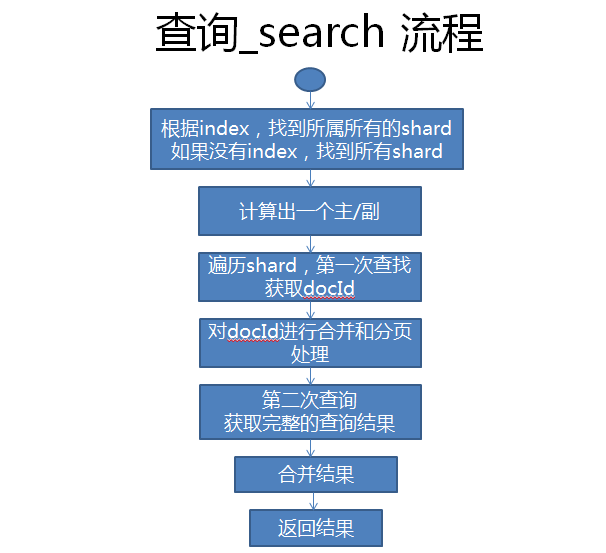 查询_search 流程
根据index，找到所属所有的shard
如果没有index，找到所有shard
计算出一个主/副
遍历shard，第一次查找
获取docId
对docId进行合并和分页
处理
第二次查询
获取完整的查询结果
合并结果
返回结果